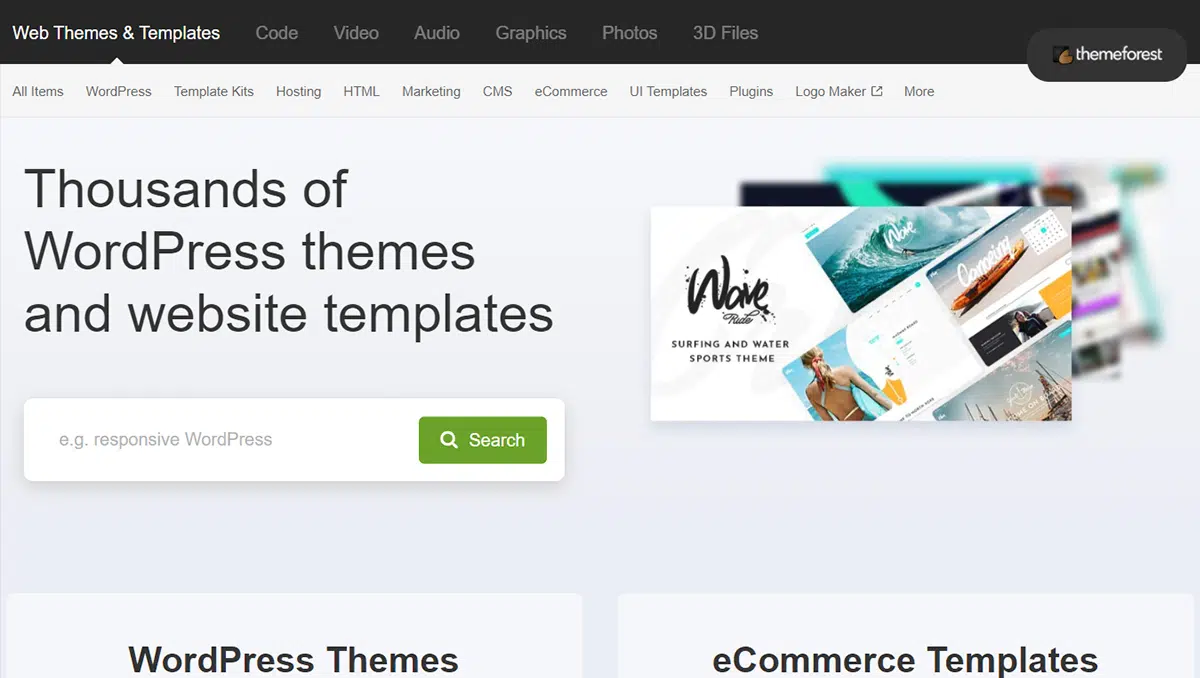 Web Themes & Templates Code Video Audio Graphics Photos 3D Files
themeforest
All Items WordPress Template Kits Hosting HTML Marketing CMS eCommerce UI Templates Plugins Logo Maker More
Thousands of
WordPress themes
and website templates
e.g. responsive WordPress
Search
Wave
Ride
SURFING AND WATER
SPORTS THEME
Wave
Camping
WordPress Themes
eCommerce Templates